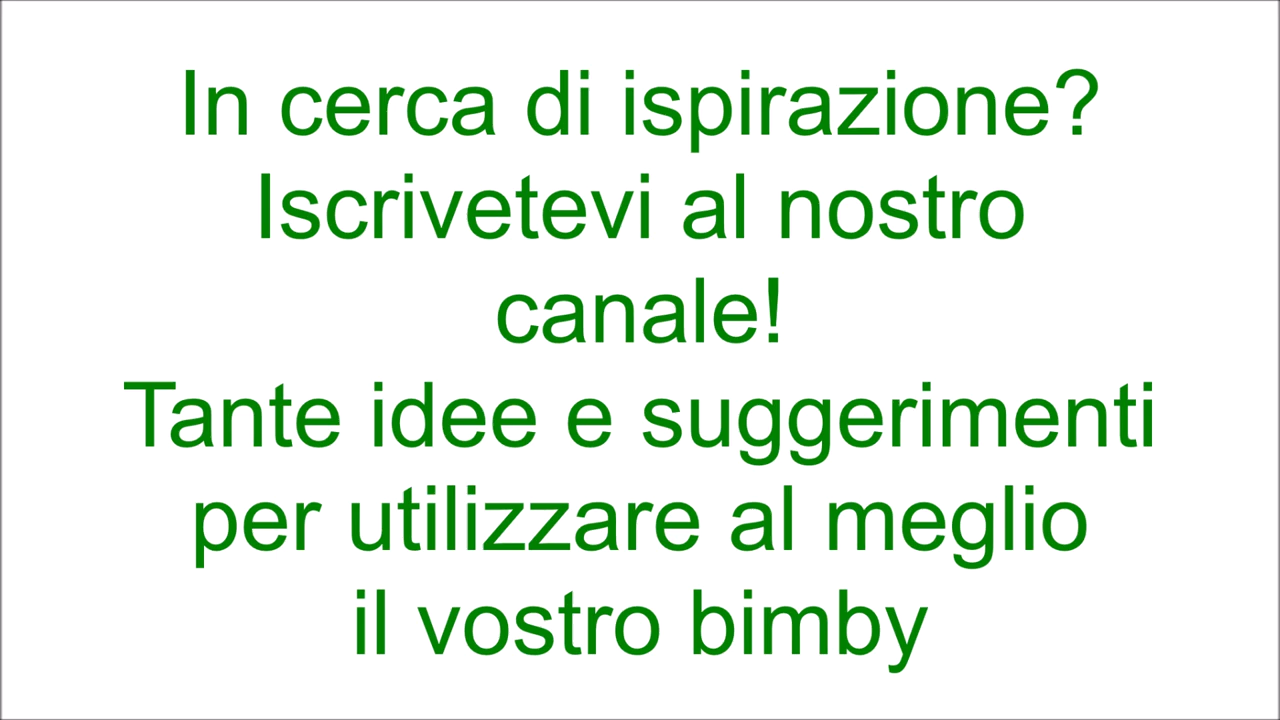 In cerca di ispirazione?
Iscrivetevi al nostro
canale!
Tante idee e suggerimenti
per utilizzare al meglio
il vostro bimby